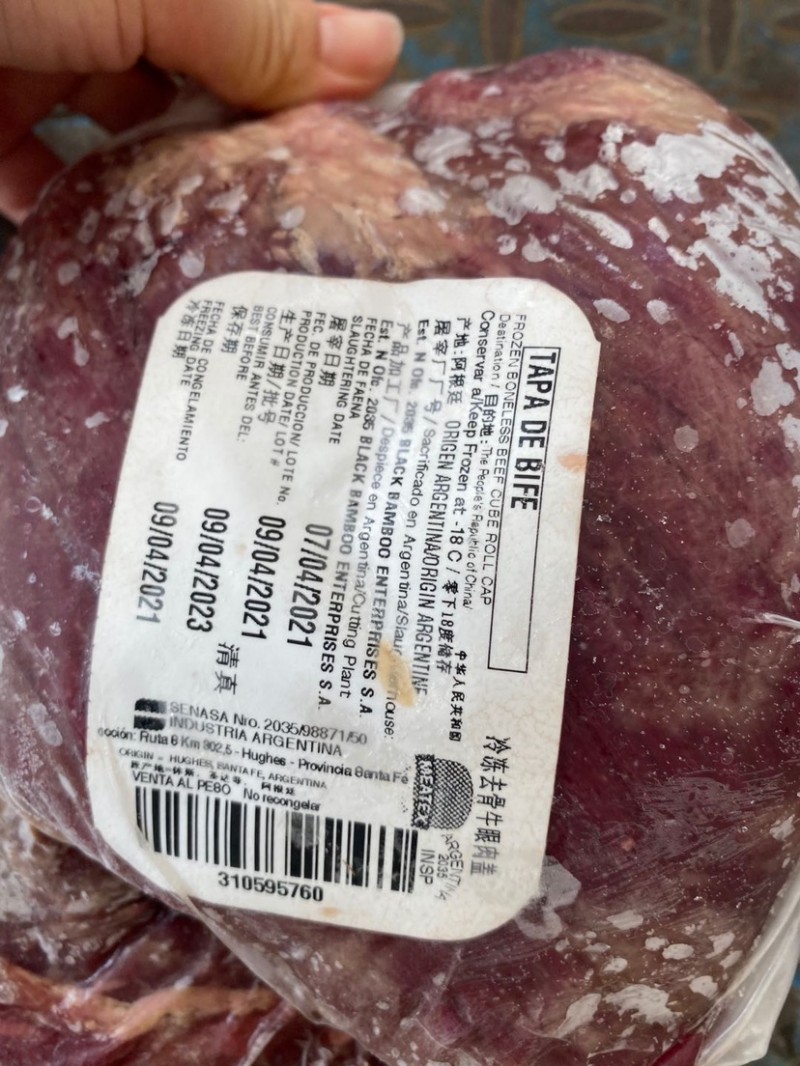 TAPA DE BIFE
FROZEN BONELESS BEEF CUBE ROLL CAP
冷冻去骨牛眼肉盖
Destination / 目的地: The People's Republic of China/
中华人民共和国
Conservar a/Keep Frozen at -18 C / 零下18度储存
产地:阿根廷 ORIGEN ARGENTINA/ORIGIN ARGENTINE
屠宰厂厂号/Sacrificado en Argentina/Slaughterhouse:
Est. N Ofc. 2035 BLACK BAMBOO ENTERPRISES S.A.
产品加工厂/Despiece en Argentina/Cutting Plant
Est. N Ofc. 2035 BLACK BAMBOO ENTERPRISES S.A.
FECHA DE FAENA
SLAUGHTERING DATE
屠宰日期 07/04/2021
FEC. DE PRODUCCION/ LOTE No.
PRODUCTION DATE/ LOT #
生产日期/批号 09/04/2021
CONSUMIR ANTES DEL:
BEST BEFORE
保存期 09/04/2023
清真
FECHA DE CONGELAMIENTO
FREEZING DATE
冷冻日期 09/04/2021
SENASA Nro. 2035/98871/50
INDUSTRIA ARGENTINA
Ruta 8 Km 302,5 - Hughes - Provincia Santa Fe
ORIGIN - HUGHES, SANTA FE, ARGENTINA
阿根廷
VENTA AL PESO No recongelar
MEATEX
ARGENTINA
2035
INSP
310595760